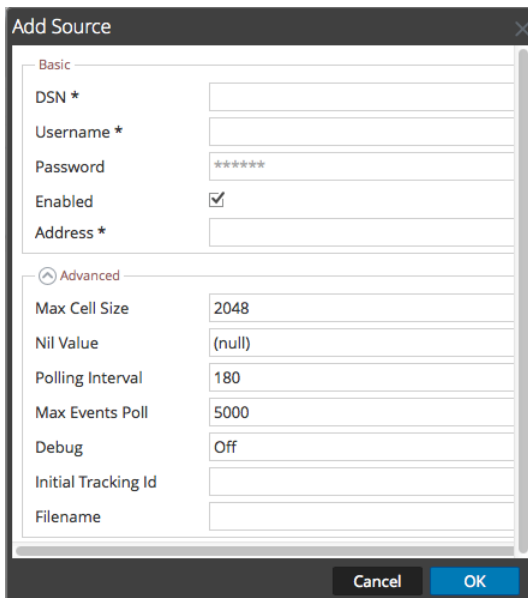 Add Source
Basic
DSN *
Username *
Password ******
Enabled
Address *
Advanced
Max Cell Size 2048
Nil Value (null)
Polling Interval 180
Max Events Poll 5000
Debug Off
Initial Tracking Id
Filename
Cancel OK